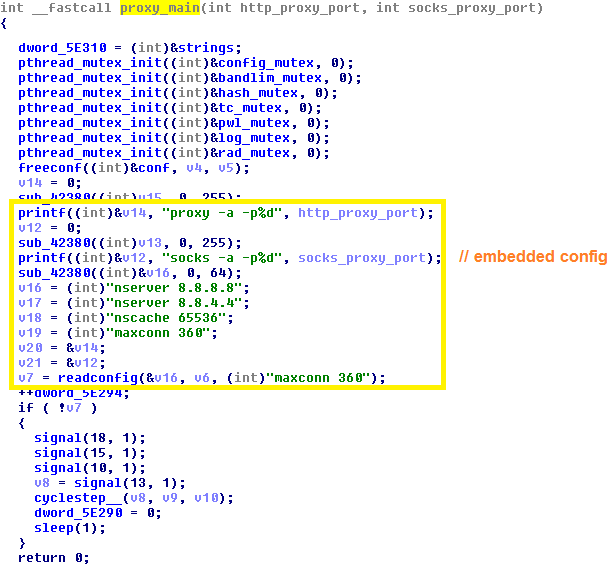 int __fastcall proxy_main(int http_proxy_port, int socks_proxy_port)
{
dword_5E310 = (int)&strings;
pthread_mutex_init((int)&config_mutex, 0);
pthread_mutex_init((int)&bandlim_mutex, 0);
pthread_mutex_init((int)&hash_mutex, 0);
pthread_mutex_init((int)&tc_mutex, 0);
pthread_mutex_init((int)&pwl_mutex, 0);
pthread_mutex_init((int)&log_mutex, 0);
pthread_mutex_init((int)&rad_mutex, 0);
freeconf((int)&conf, v4, v5);
v14 = 0;
sub_42380((int)v15, 0, 255);
printf((int)&v14, "proxy -a -p%d", http_proxy_port);
v12 = 0;
sub_42380((int)v13, 0, 255);
printf((int)&v12, "socks -a -p%d", socks_proxy_port); // embedded config
sub_42380((int)&v16, 0, 64);
v16 = (int)"nserver 8.8.8.8";
v17 = (int)"nserver 8.8.4.4";
v18 = (int)"nscache 65536";
v19 = (int)"maxconn 360";
v20 = &v14;
v21 = &v12;
v7 = readconfig(&v16, v6, (int)"maxconn 360");
++dword_5E294;
if ( !v7 )
{
signal(18, 1);
signal(15, 1);
signal(10, 1);
v8 = signal(13, 1);
cyclestep__(v8, v9, v10);
dword_5E290 = 0;
sleep(1);
}
return 0;